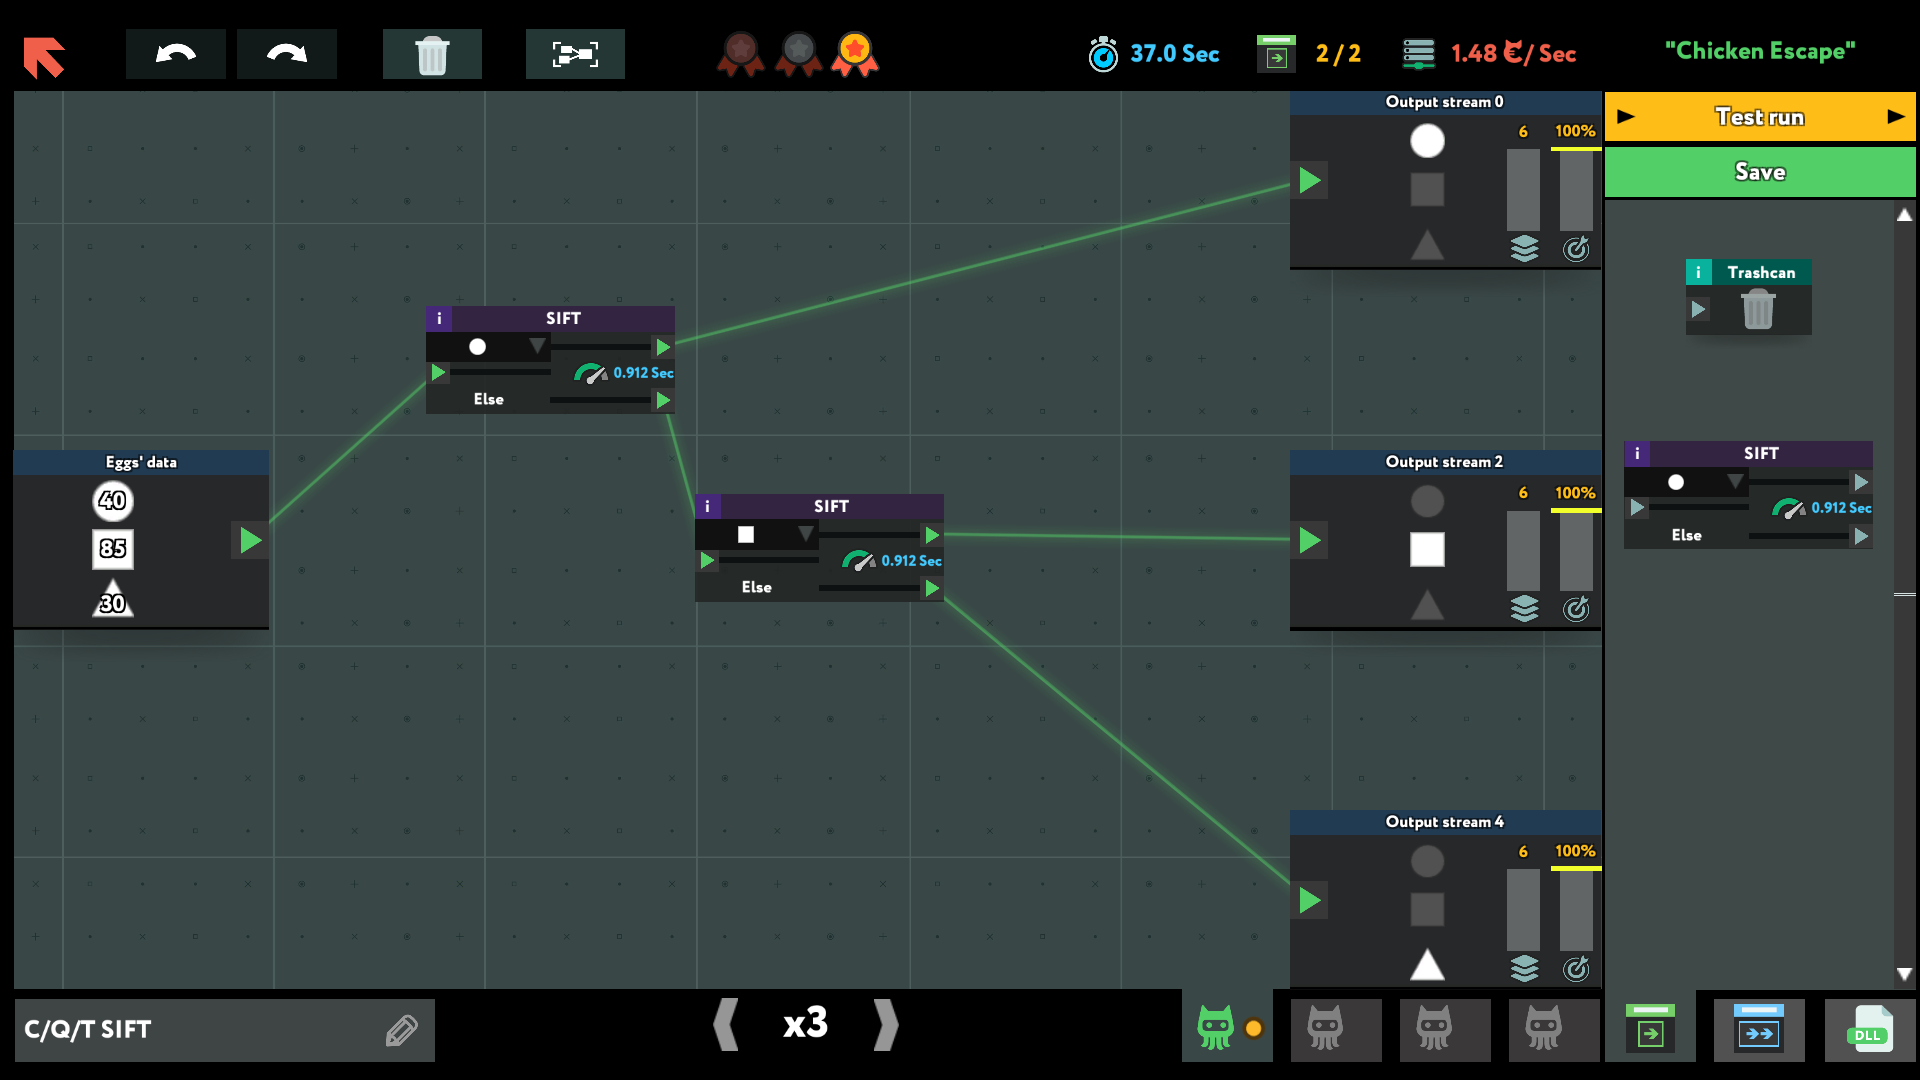 37.0 Sec
2 / 2
1.48 / Sec
"Chicken Escape"
Test run
Save
Output stream 0
6
100%
i
Trashcan
i
SIFT
0.912 Sec
Else
i
SIFT
0.912 Sec
Else
Eggs' data
40
85
30
Output stream 2
6
100%
i
SIFT
0.912 Sec
Else
Output stream 4
6
100%
C/Q/T SIFT
x3
DLL